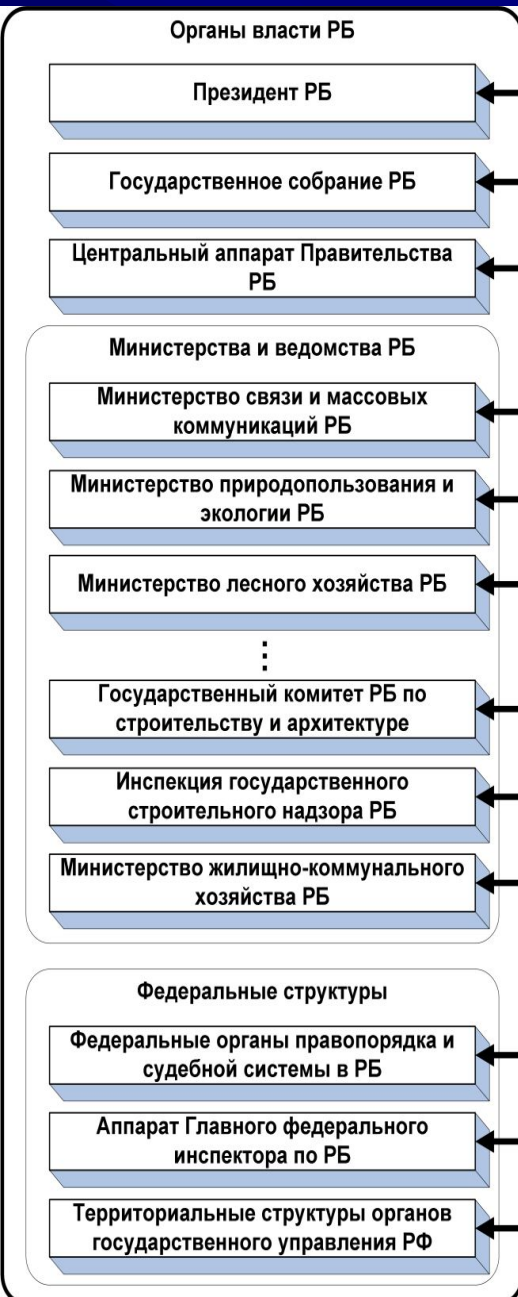 Органы власти РБ
Президент РБ
Государственное собрание РБ
Центральный аппарат Правительства
РБ
Министерства и ведомства РБ
Министерство связи и массовых
коммуникаций РБ
Министерство природопользования и
экологии РБ
Министерство лесного хозяйства РБ
⋮
Государственный комитет РБ по
строительству и архитектуре
Инспекция государственного
строительного надзора РБ
Министерство жилищно-коммунального
хозяйства РБ
Федеральные структуры
Федеральные органы правопорядка и
судебной системы в РБ
Аппарат Главного федерального
инспектора по РБ
Территориальные структуры органов
государственного управления РФ